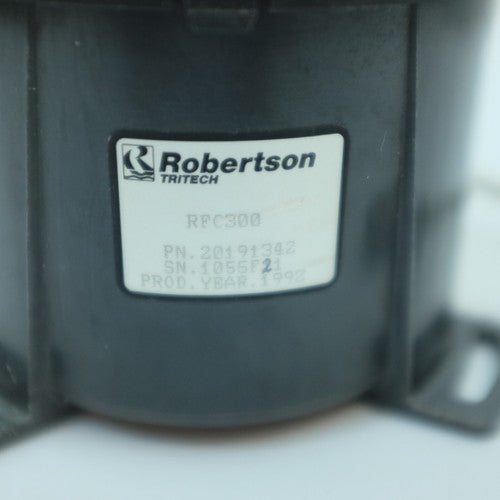 Robertson
TRITECH
RFC300
PN.20191342
SN.1055F21
PROD.YEAR.1992